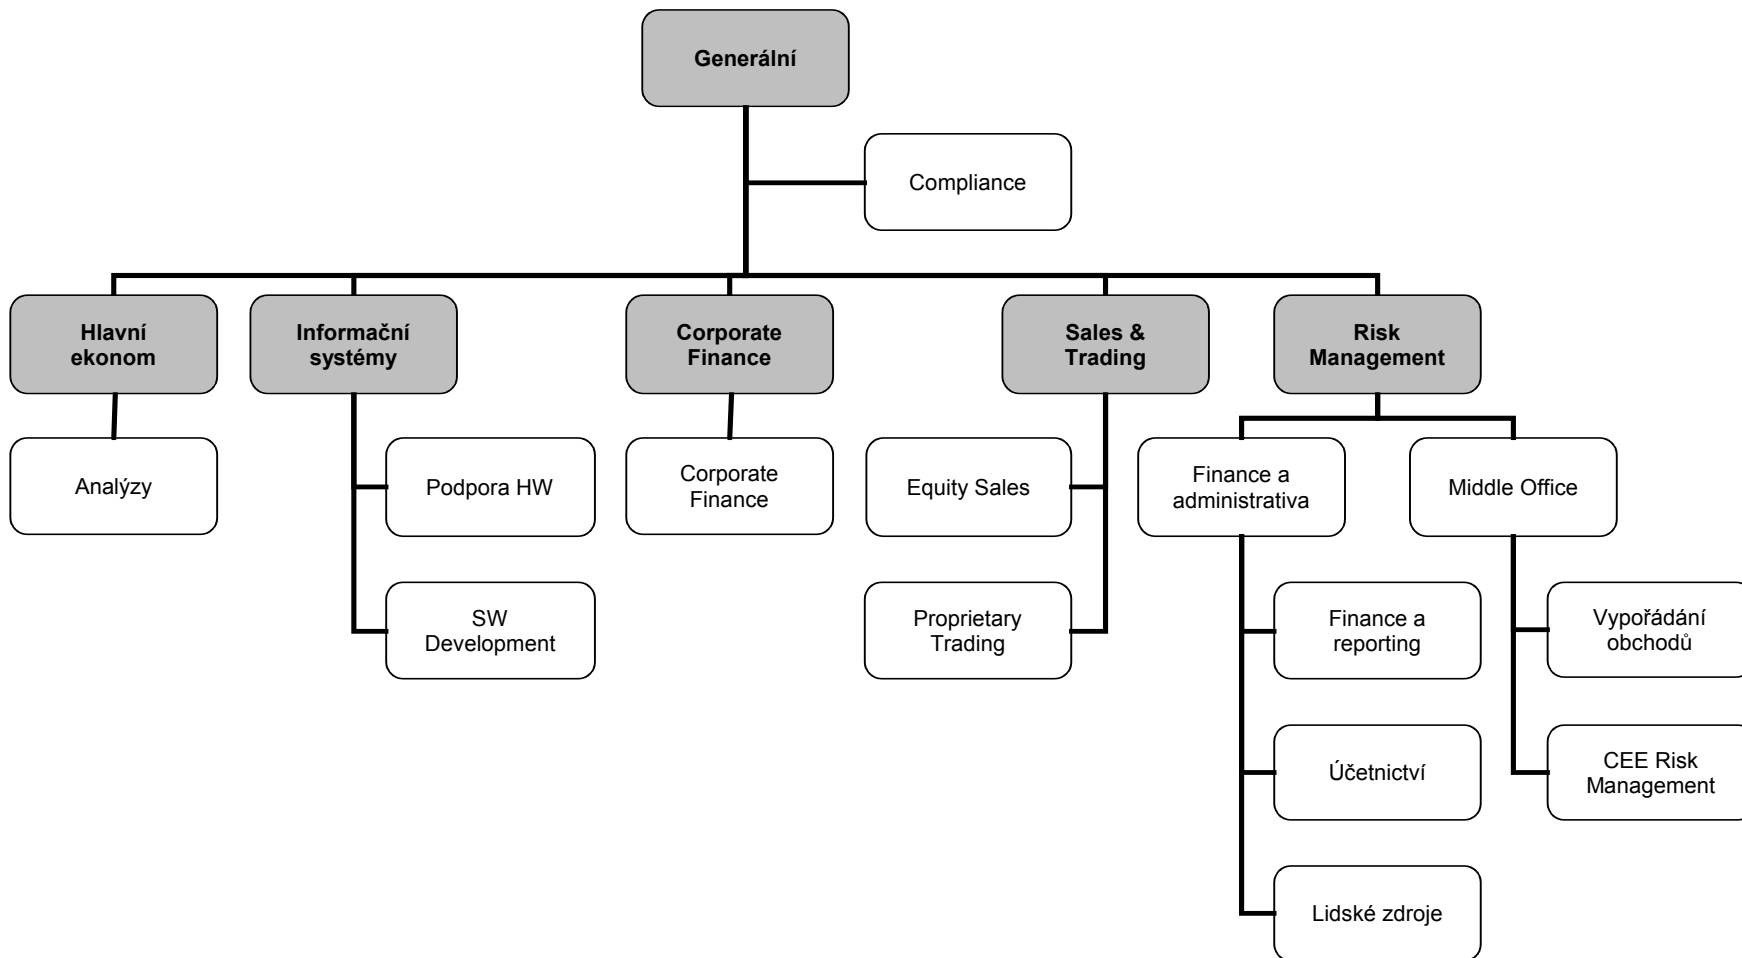 Generální
Compliance
Hlavní
ekonom
Informační
systémy
Corporate
Finance
Sales &
Trading
Risk
Management
Analýzy
Podpora HW
Corporate
Finance
Equity Sales
Finance a
administrativa
Middle Office
SW
Development
Proprietary
Trading
Finance a
reporting
Vypořádání
obchodů
Účetnictví
CEE Risk
Management
Lidské zdroje